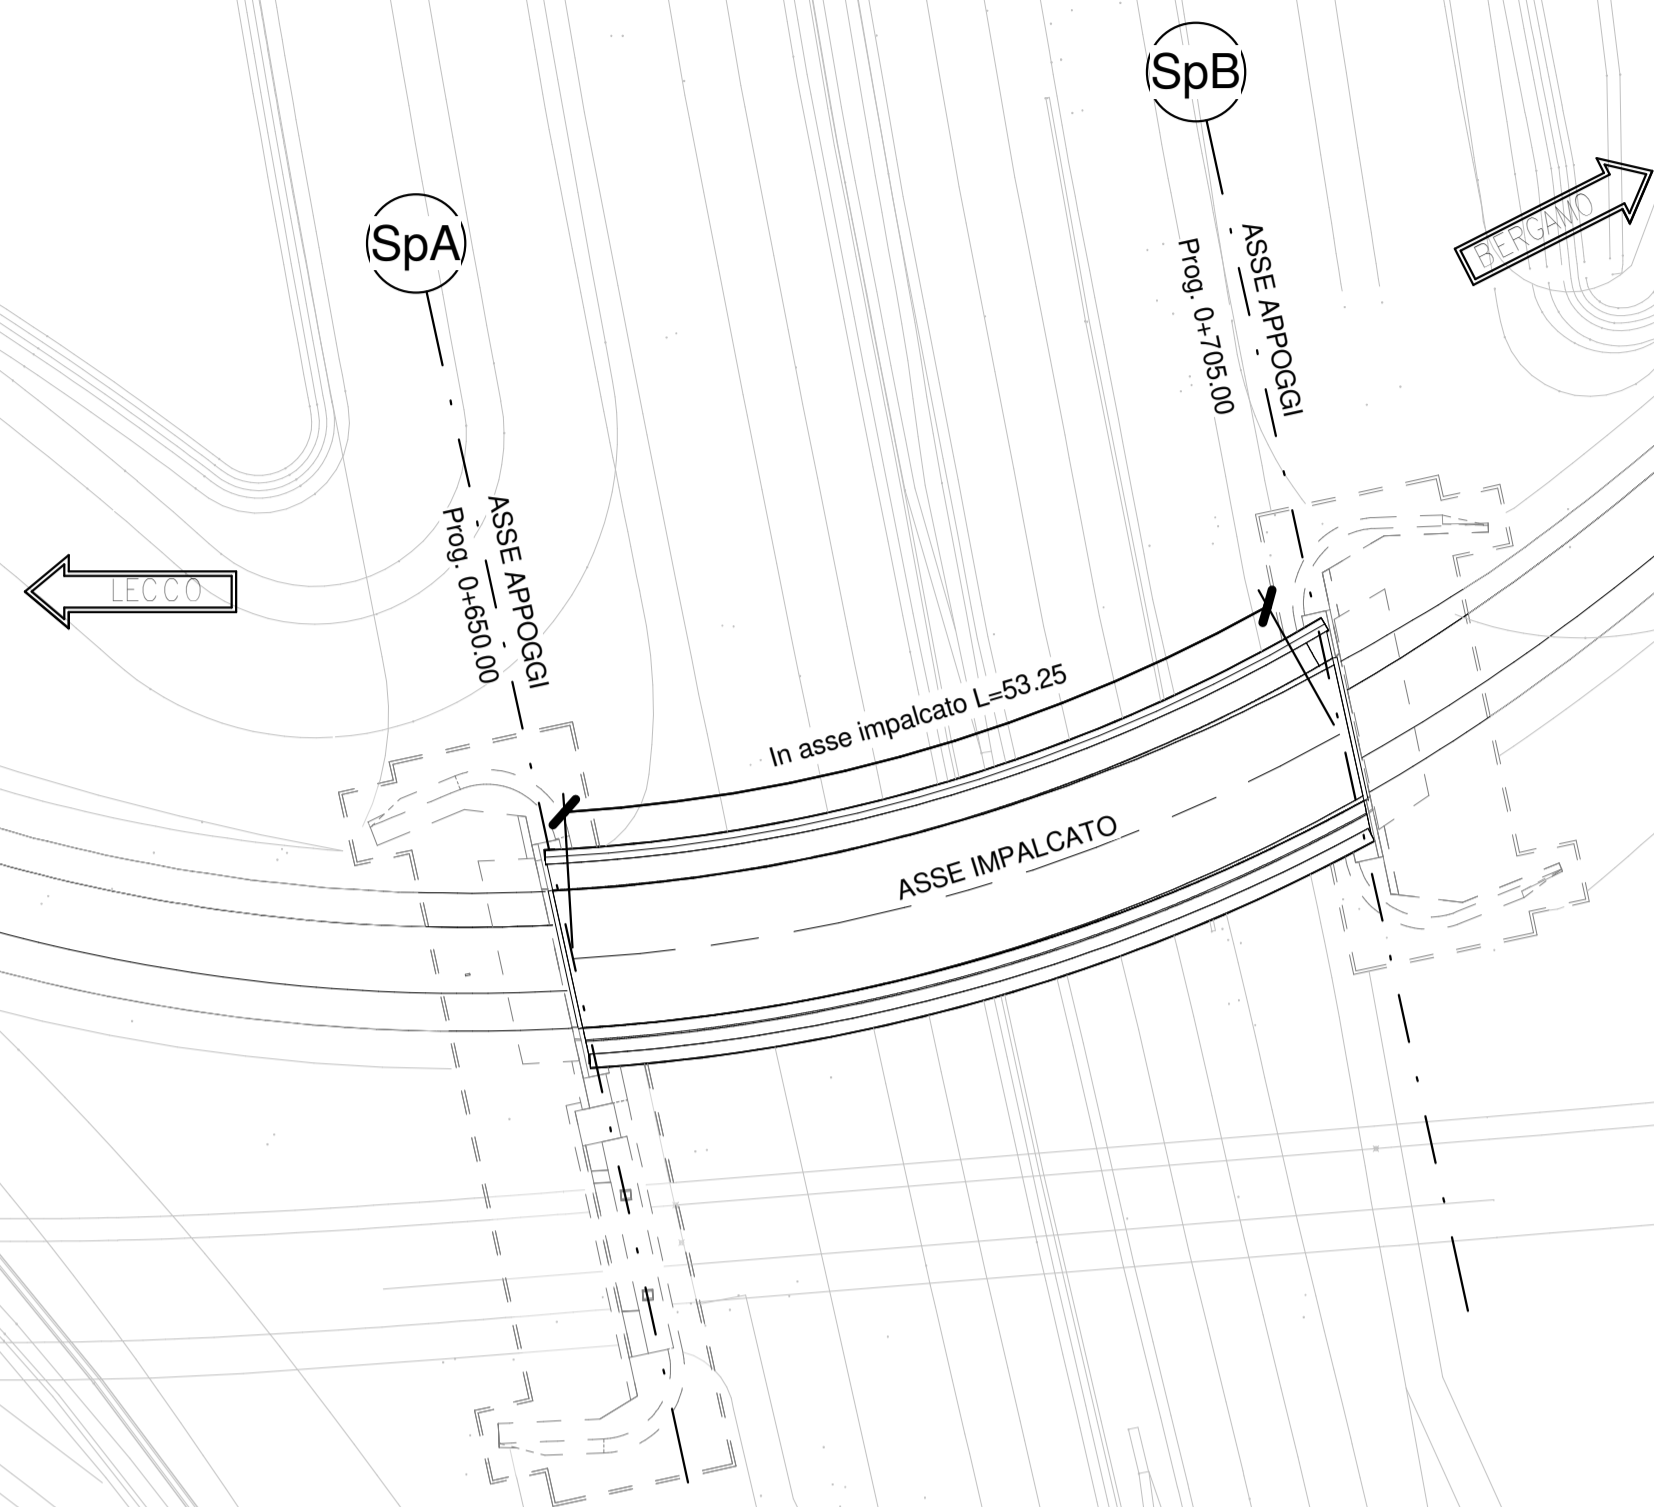 SpB
SpA
BERGAMO
ASSE APPOGGI
Prog. 0+705.00
ASSE APPOGGI
Prog. 0+650.00
LECCO
In asse impalcato L=53.25
ASSE IMPALCATO